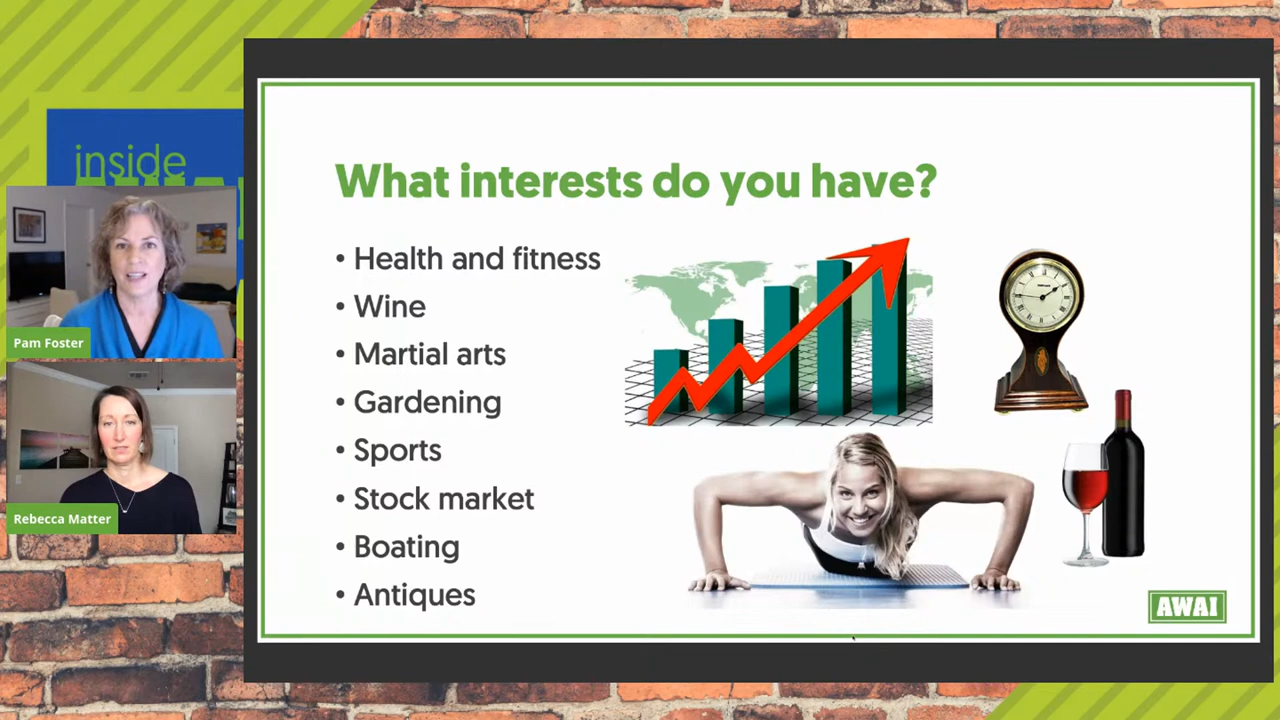 inside
What interests do you have?
• Health and fitness
• Wine
• Martial arts
• Gardening
• Sports
• Stock market
• Boating
• Antiques
Pam Foster
Rebecca Matter
AWAI